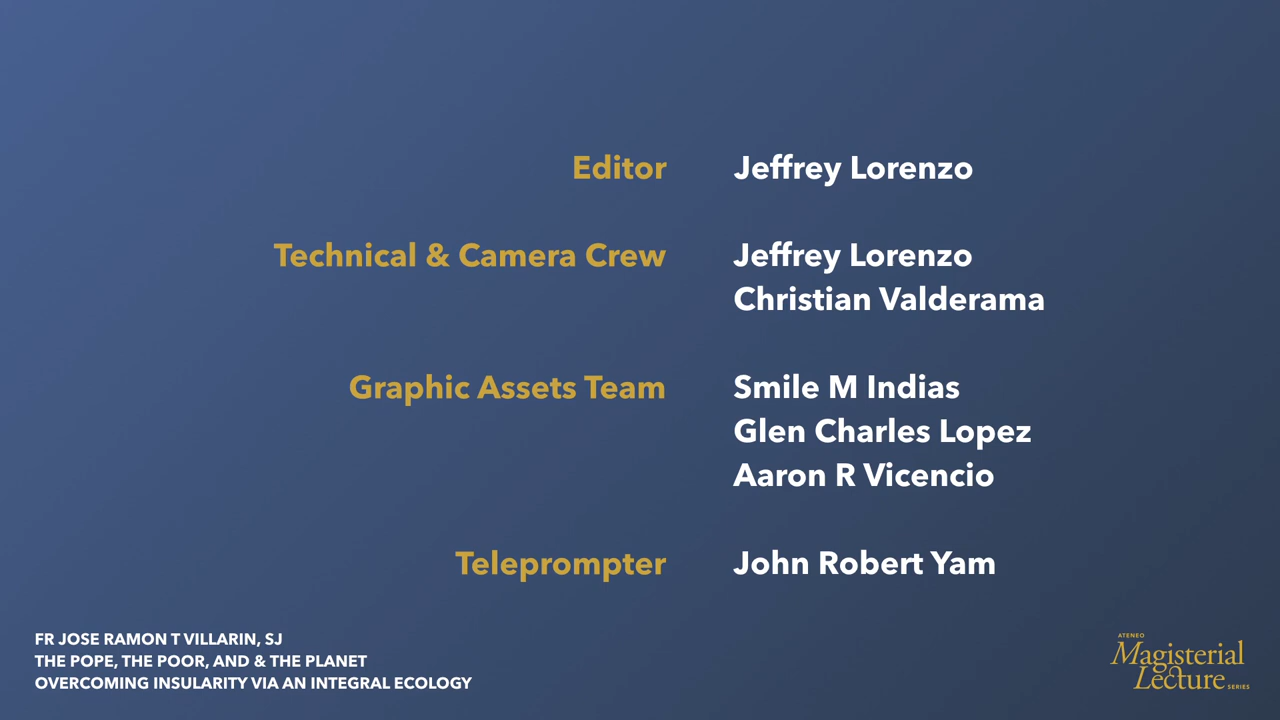 Editor Jeffrey Lorenzo
Technical & Camera Crew Jeffrey Lorenzo
Christian Valderama
Graphic Assets Team Smile M Indias
Glen Charles Lopez
Aaron R Vicencio
Teleprompter John Robert Yam
FR JOSE RAMON T VILLARIN, SJ
THE POPE, THE POOR, AND & THE PLANET
OVERCOMING INSULARITY VIA AN INTEGRAL ECOLOGY
ATENEO
Magisterial
Lecture SERIES